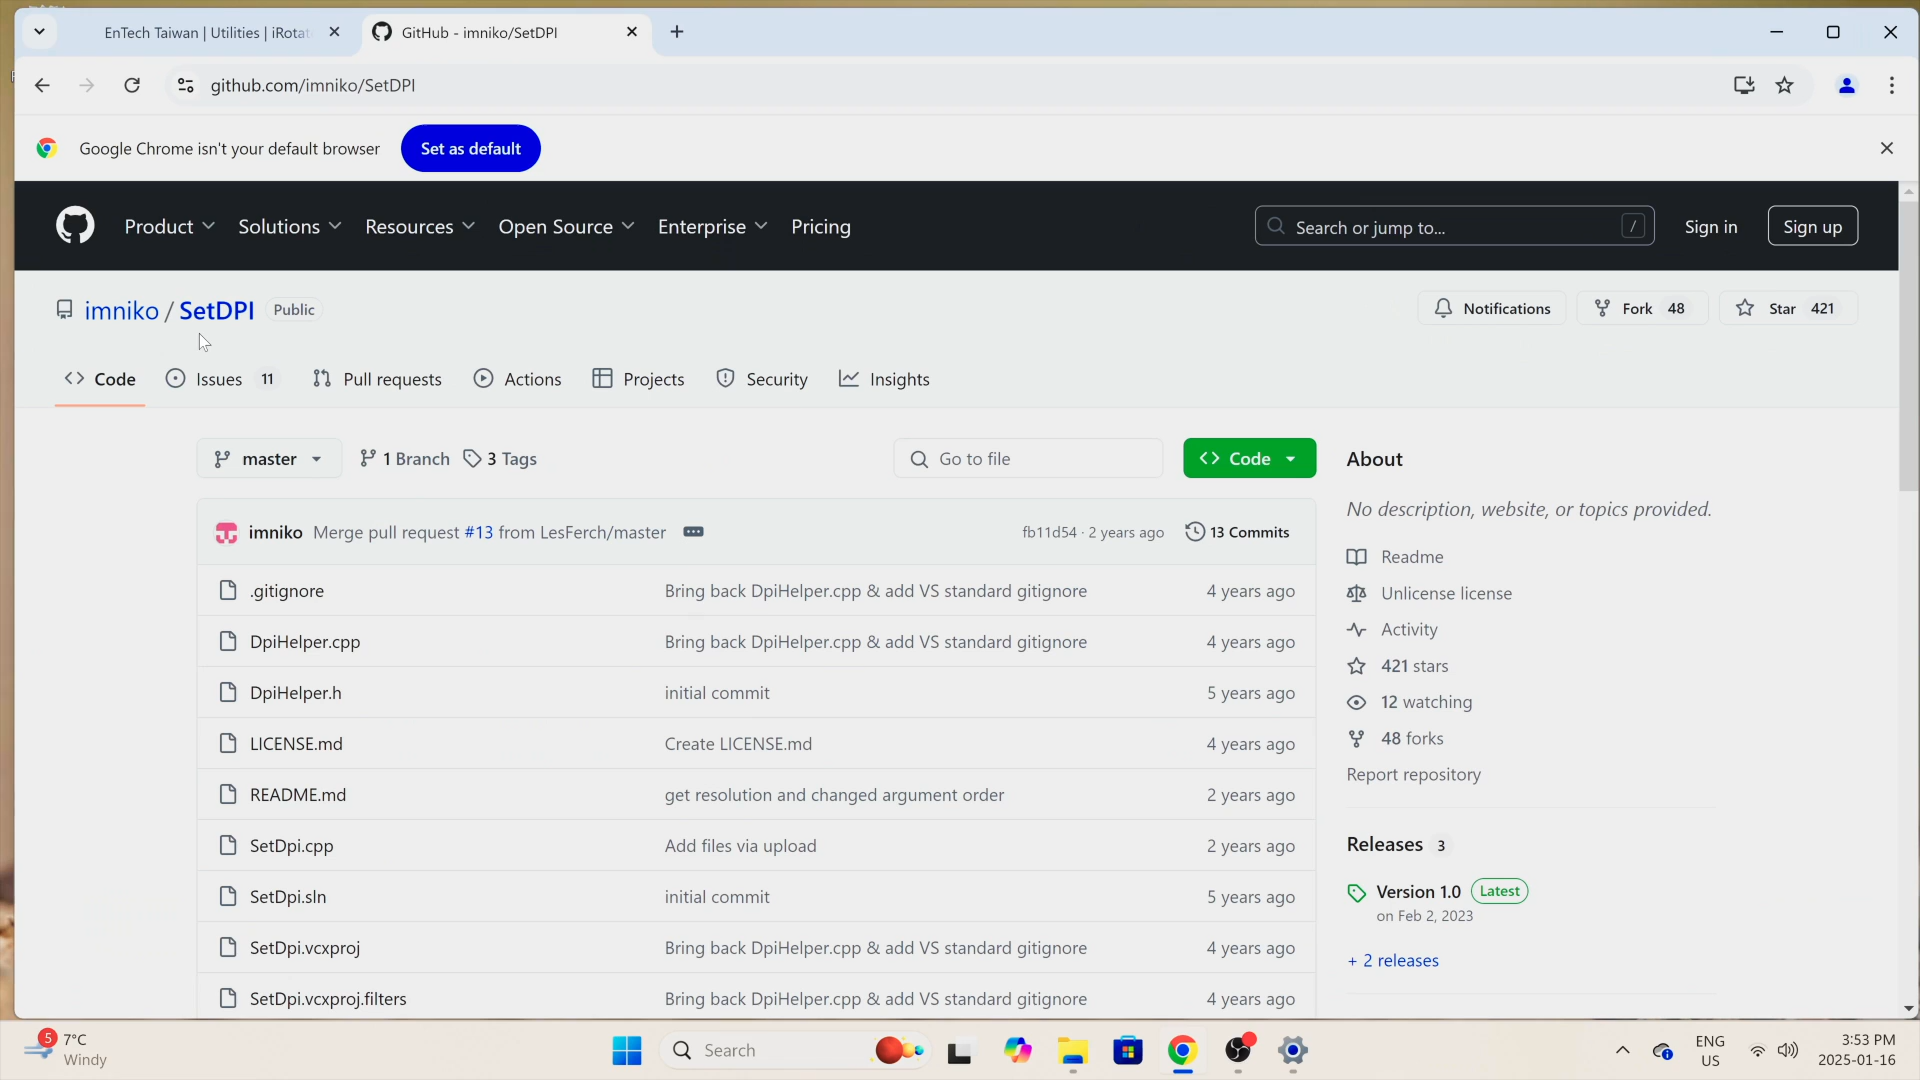 EnTech Taiwan | Utilities | iRotat
GitHub - imniko/SetDPI
github.com/imniko/SetDPI
Google Chrome isn't your default browser
Set as default
Product
Solutions
Resources
Open Source
Enterprise
Pricing
Search or jump to...
/
Sign in
Sign up
imniko / SetDPI
Public
Notifications
Fork 48
Star 421
Code
Issues 11
Pull requests
Actions
Projects
Security
Insights
master
1 Branch
3 Tags
Go to file
Code
imniko Merge pull request #13 from LesFerch/master
fb11d54 · 2 years ago
13 Commits
.gitignore Bring back DpiHelper.cpp & add VS standard gitignore 4 years ago
DpiHelper.cpp Bring back DpiHelper.cpp & add VS standard gitignore 4 years ago
DpiHelper.h initial commit 5 years ago
LICENSE.md Create LICENSE.md 4 years ago
README.md get resolution and changed argument order 2 years ago
SetDpi.cpp Add files via upload 2 years ago
SetDpi.sln initial commit 5 years ago
SetDpi.vcxproj Bring back DpiHelper.cpp & add VS standard gitignore 4 years ago
SetDpi.vcxproj.filters Bring back DpiHelper.cpp & add VS standard gitignore 4 years ago
About
No description, website, or topics provided.
Readme
Unlicense license
Activity
421 stars
12 watching
48 forks
Report repository
Releases 3
Version 1.0 Latest
on Feb 2, 2023
+ 2 releases
5
7°C
Windy
Search
ENG
US
3:53 PM
2025-01-16